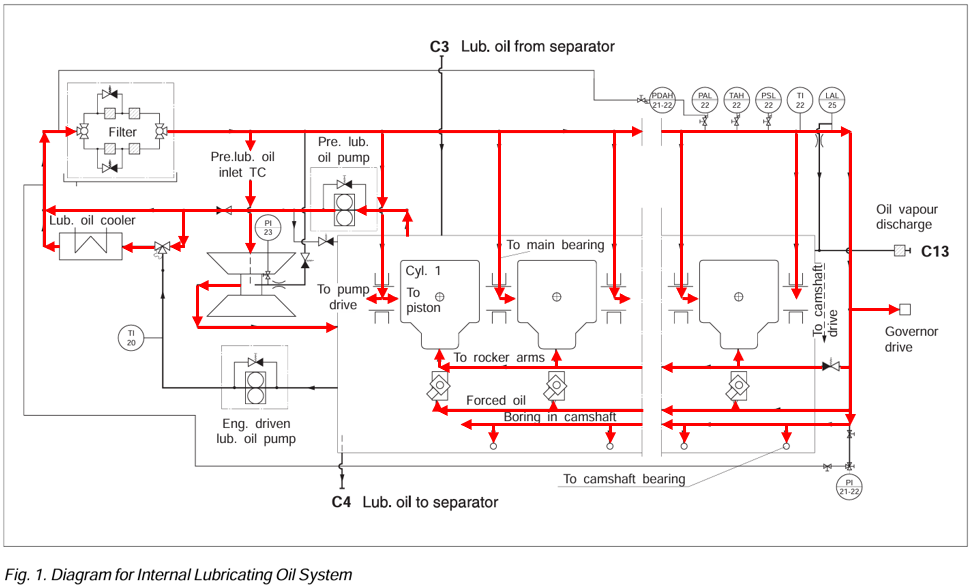 C3 Lub. oil from separator
PDAH
21-22
PAL
22
TAH
22
PSL
22
TI
22
LAL
25
Filter
Pre.lub. oil
inlet TC
Pre. lub.
oil pump
Lub. oil cooler
PI
23
Oil vapour
discharge
C13
To main bearing
Cyl. 1
To
piston
To pump
drive
To camshaft
drive
Governor
drive
TI
20
To rocker arms
Forced oil
Boring in camshaft
Eng. driven
lub. oil pump
To camshaft bearing
PI
21-22
C4 Lub. oil to separator
Fig. 1. Diagram for Internal Lubricating Oil System